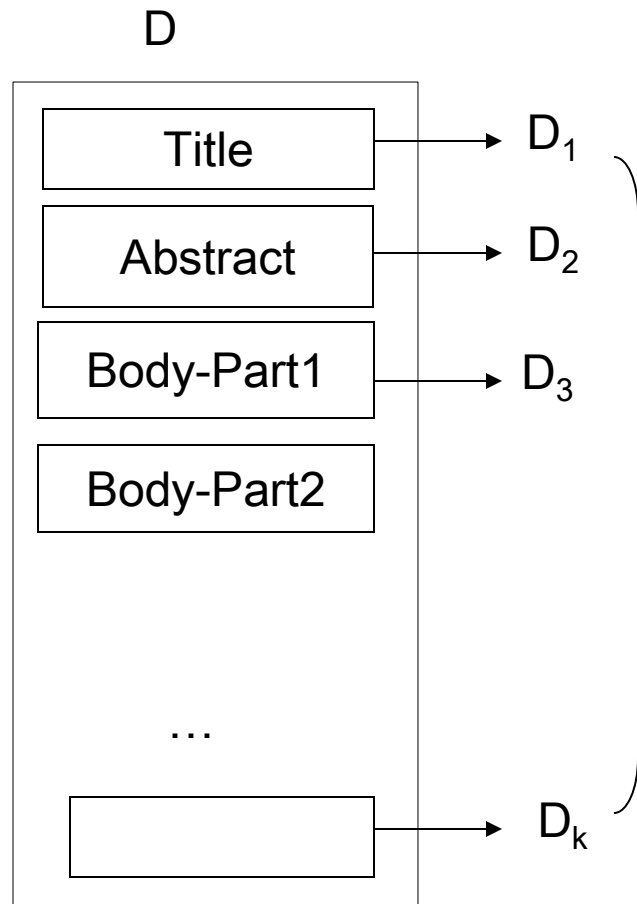 D
Title D₁
Abstract D₂
Body-Part1 D₃
Body-Part2
…
Dₖ